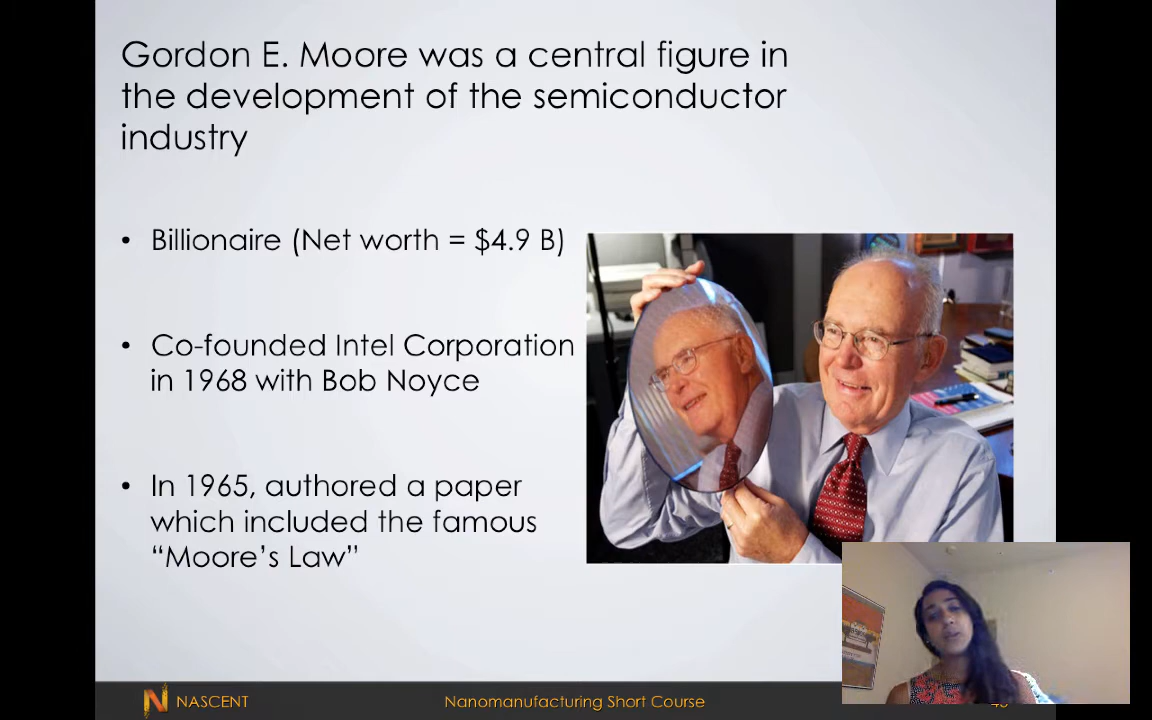 Gordon E. Moore was a central figure in
the development of the semiconductor
industry
• Billionaire (Net worth = $4.9 B)
• Co-founded Intel Corporation
in 1968 with Bob Noyce
• In 1965, authored a paper
which included the famous
“Moore’s Law”
NASCENT
Nanomanufacturing Short Course